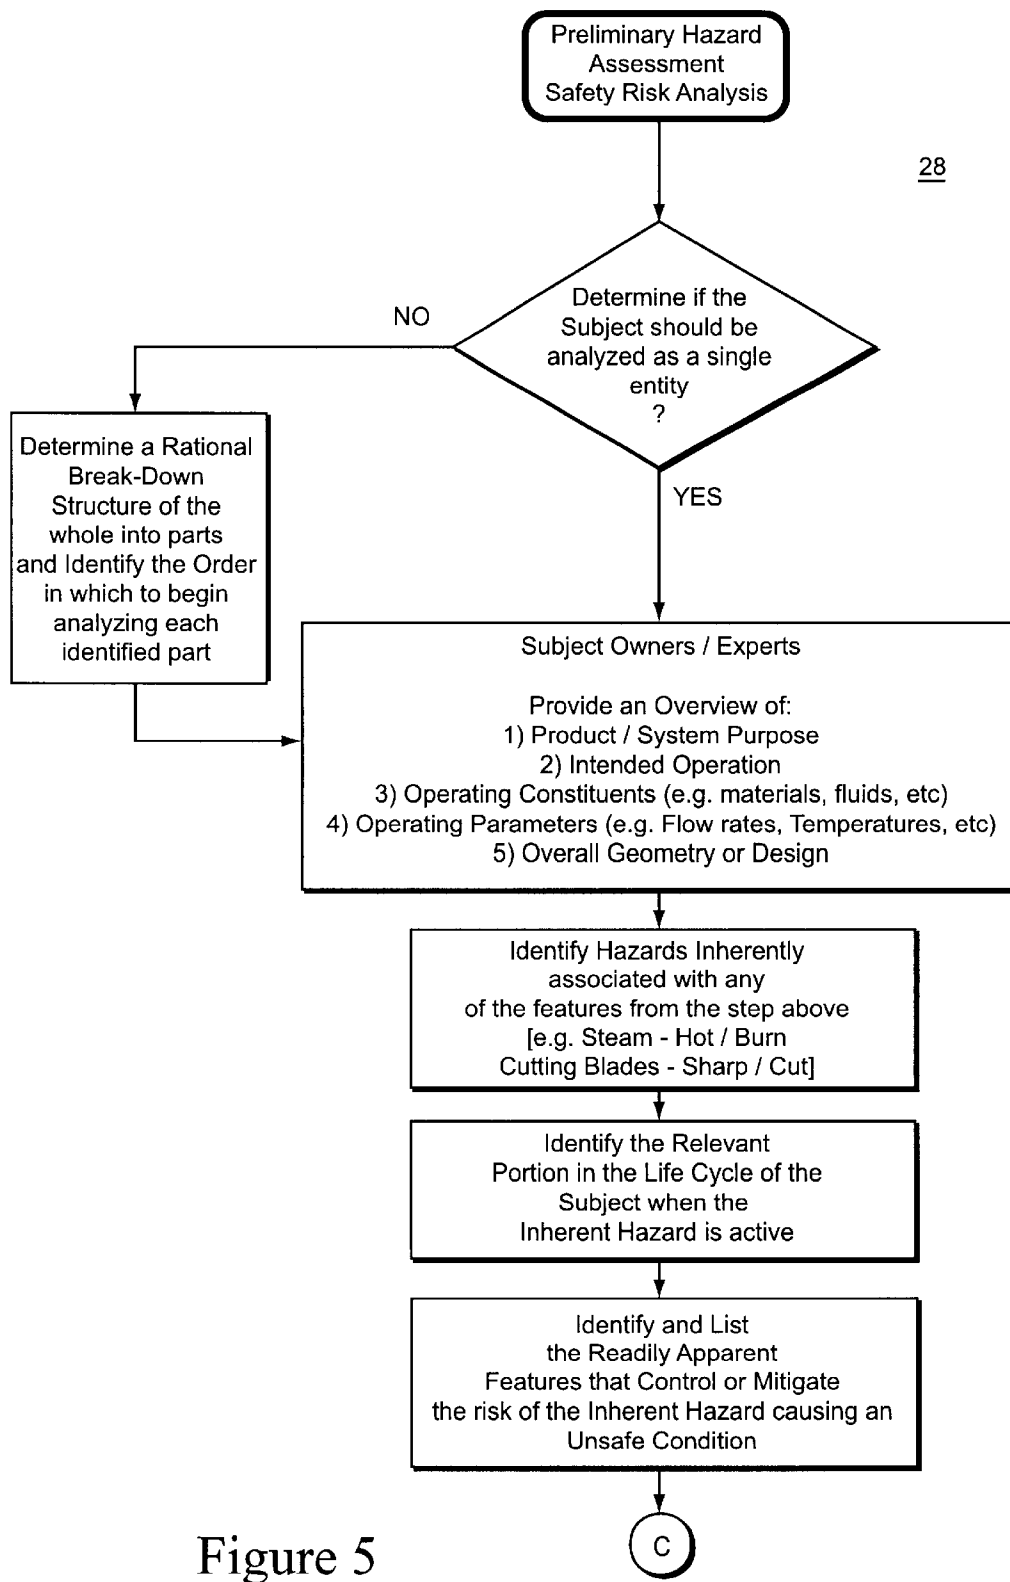 Preliminary Hazard
Assessment
Safety Risk Analysis
28
Determine if the
Subject should be
analyzed as a single
entity
?
NO
YES
Determine a Rational
Break-Down
Structure of the
whole into parts
and Identify the Order
in which to begin
analyzing each
identified part
Subject Owners / Experts
Provide an Overview of:
1) Product / System Purpose
2) Intended Operation
3) Operating Constituents (e.g. materials, fluids, etc)
4) Operating Parameters (e.g. Flow rates, Temperatures, etc)
5) Overall Geometry or Design
Identify Hazards Inherently
associated with any
of the features from the step above
[e.g. Steam - Hot / Burn
Cutting Blades - Sharp / Cut]
Identify the Relevant
Portion in the Life Cycle of the
Subject when the
Inherent Hazard is active
Identify and List
the Readily Apparent
Features that Control or Mitigate
the risk of the Inherent Hazard causing an
Unsafe Condition
C
Figure 5